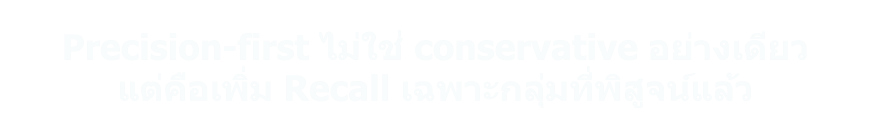 Precision-first ไม่ใช่ conservative อย่างเดียว
แต่คือเพิ่ม Recall เฉพาะกลุ่มที่พิสูจน์แล้ว